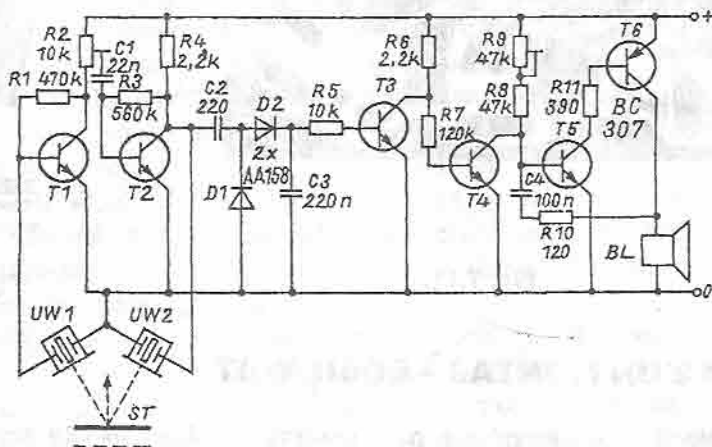 R2
10k
C1
22n
R4
2,2k
R1 470k
R3
560k
T1
T2
C2
220
D2
2x
AA158
D1
C3
220n
R5
10k
T3
R6
2,2k
R7
120k
T4
R9
47k
R8
47k
C4
100n
R10
120
T5
R11
390
T6
BC
307
BL
+
0
UW1
UW2
ST